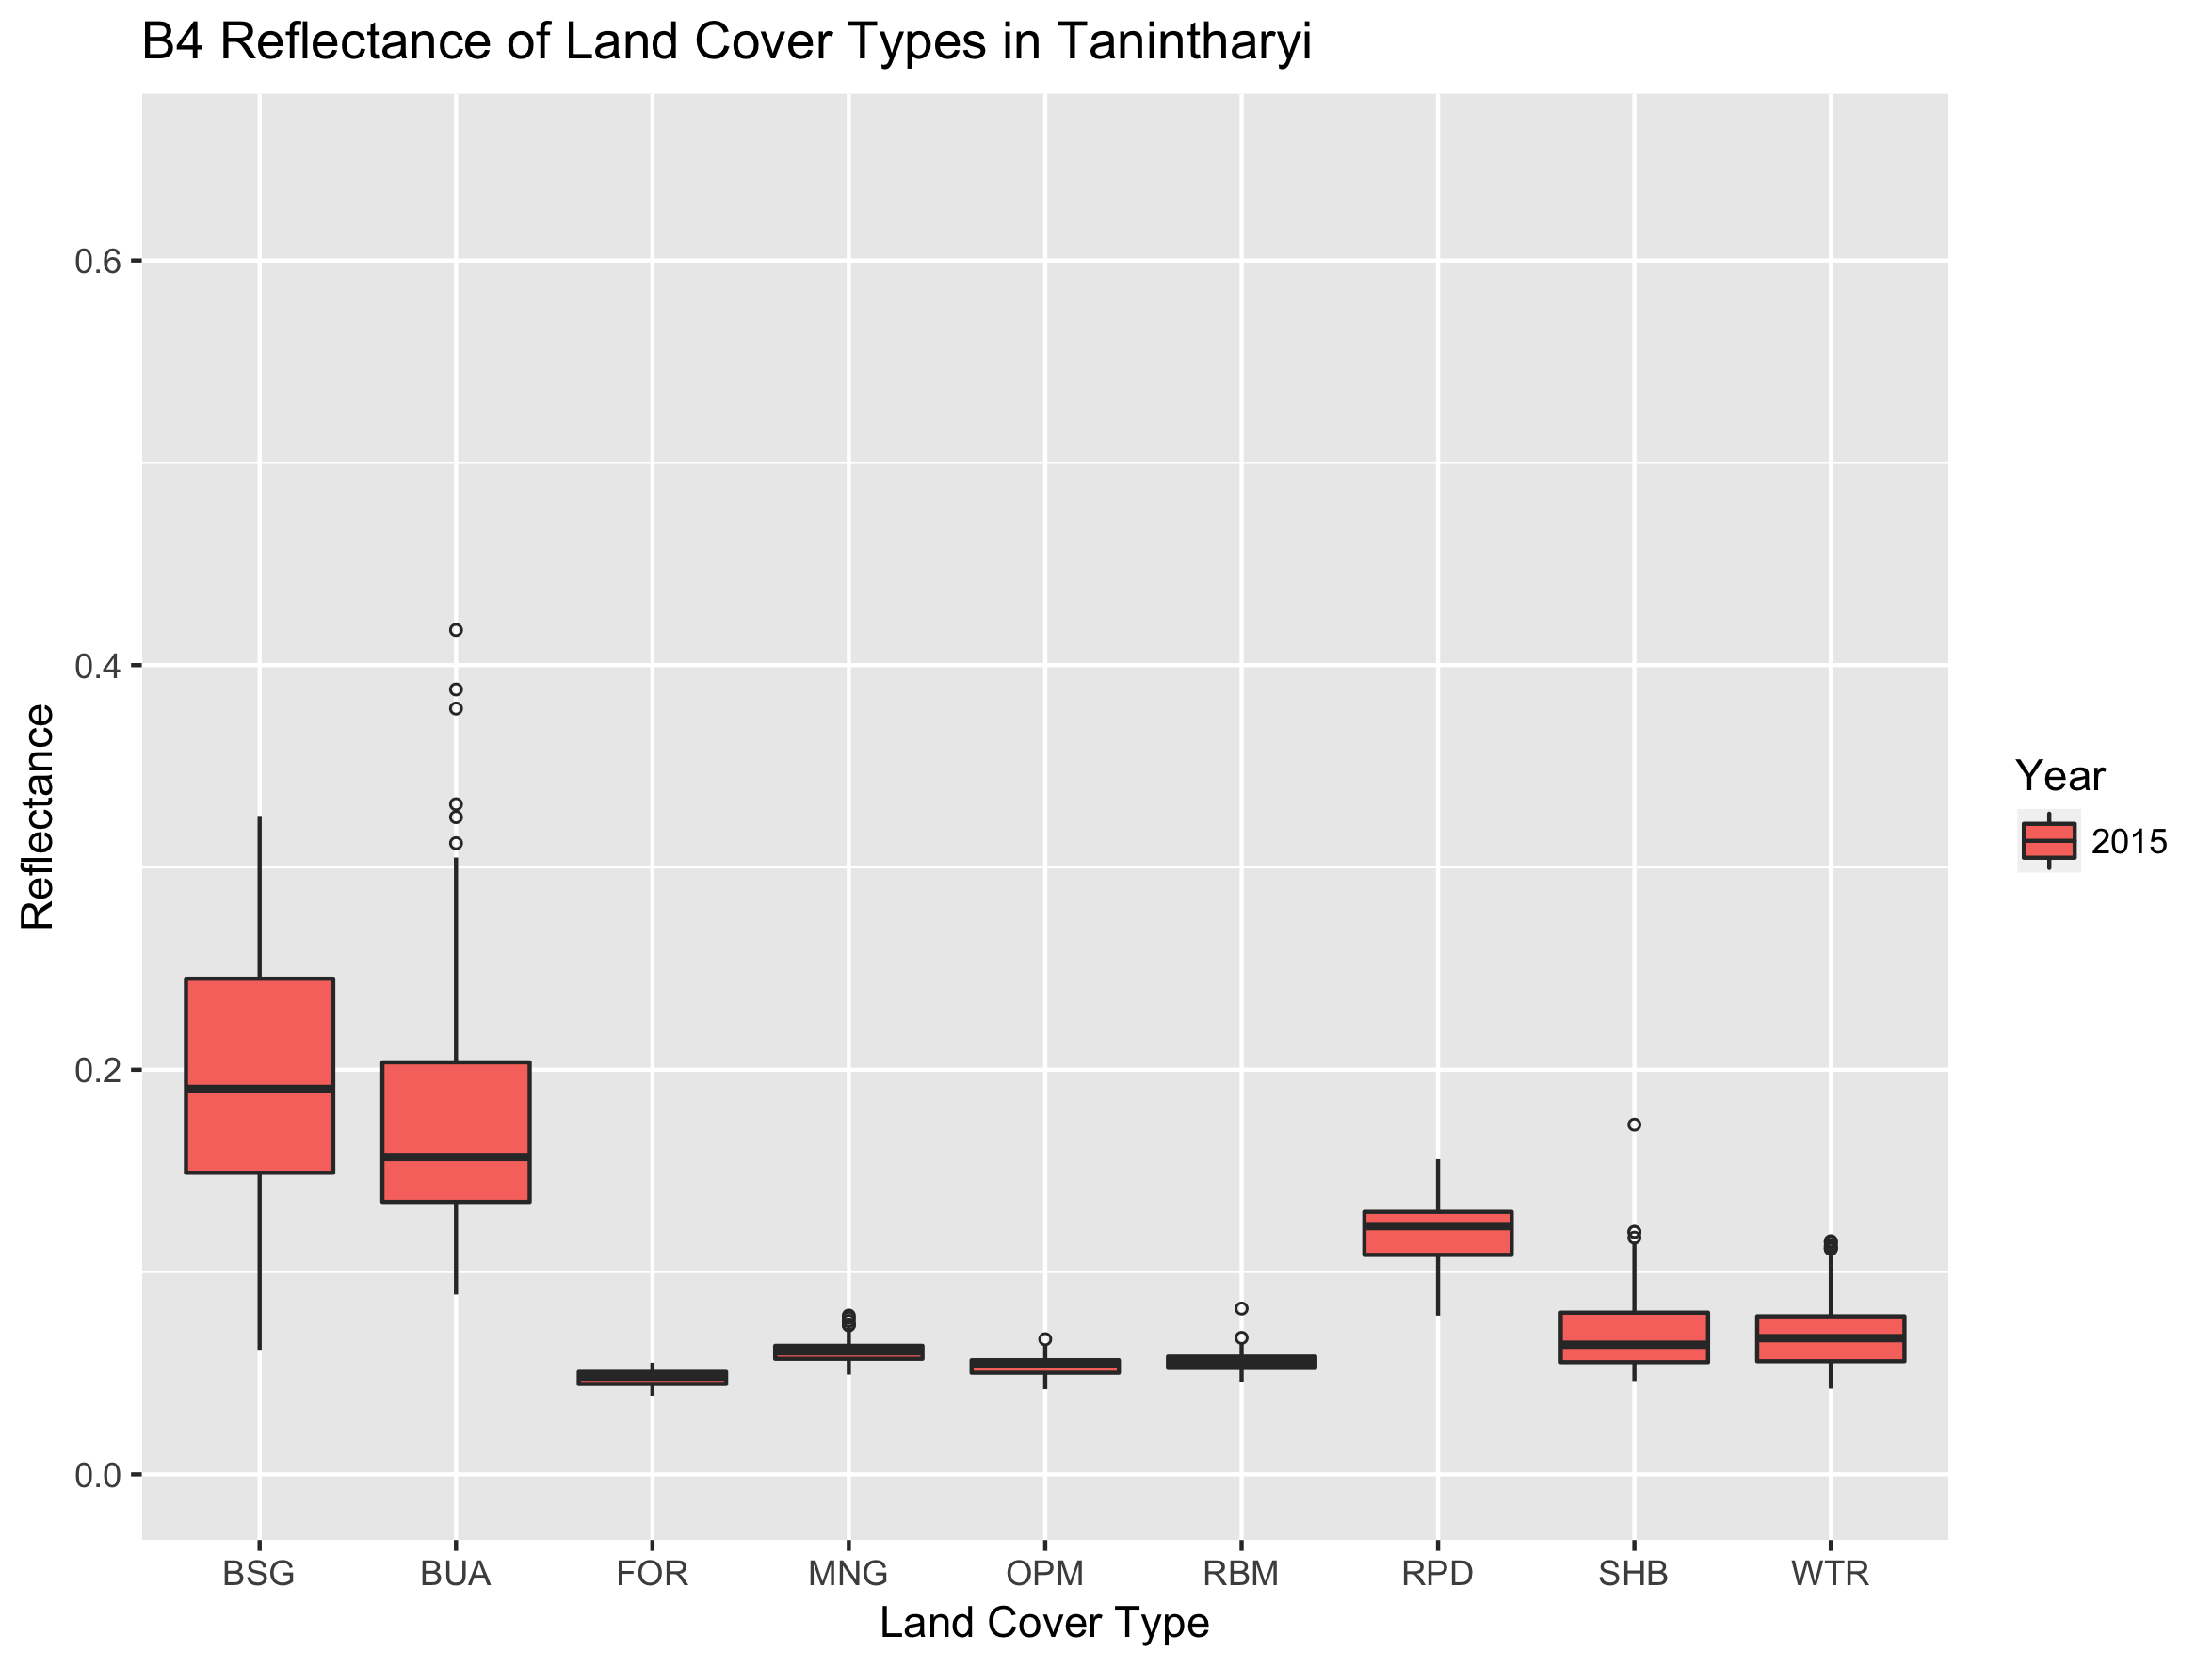 B4 Reflectance of Land Cover Types in Tanintharyi
Reflectance
0.6
0.4
0.2
0.0
BSG BUA FOR MNG OPM RBM RPD SHB WTR
Land Cover Type
Year
2015